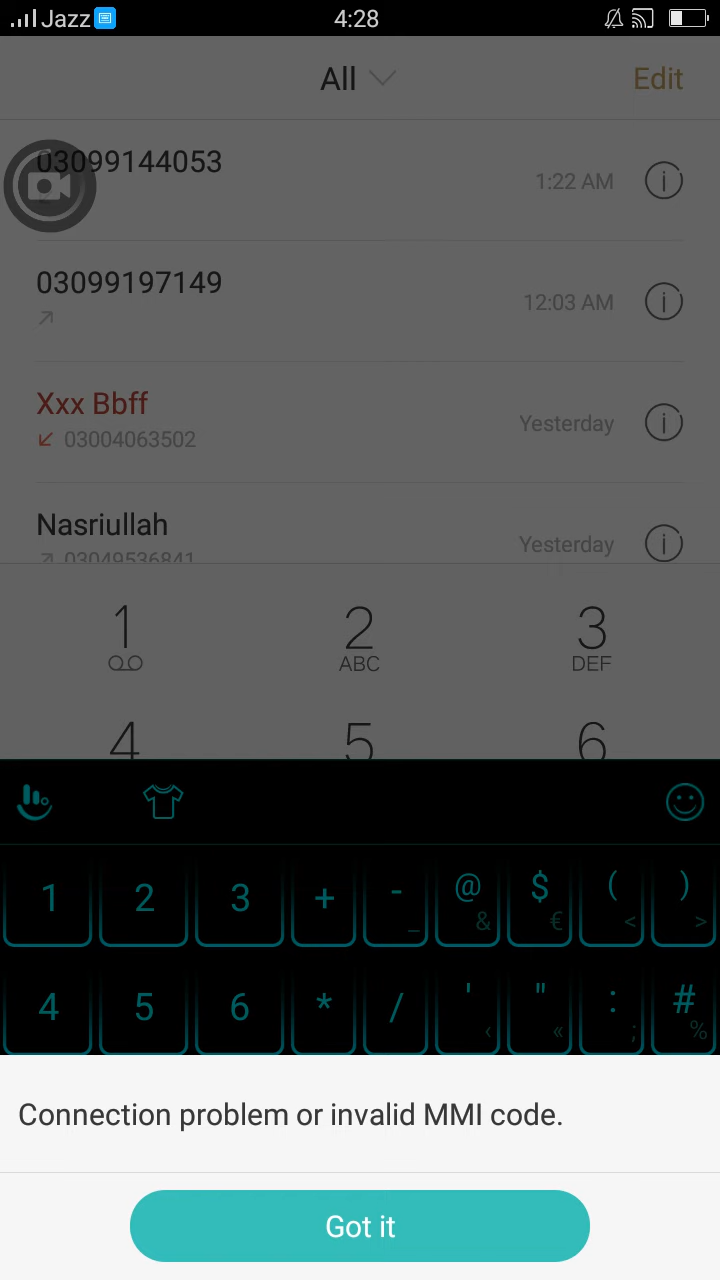 Jazz 4:28
All Edit
03099144053
1:22 AM
03099197149
12:03 AM
Xxx Bbff
03004063502
Yesterday
Nasriullah
03049536841
Yesterday
1 2 3
ABC DEF
4 5 6
1 2 3 + - _ @ & $ € ( < ) >
4 5 6 * / ' ‹ " « : ; # %
Connection problem or invalid MMI code.
Got it